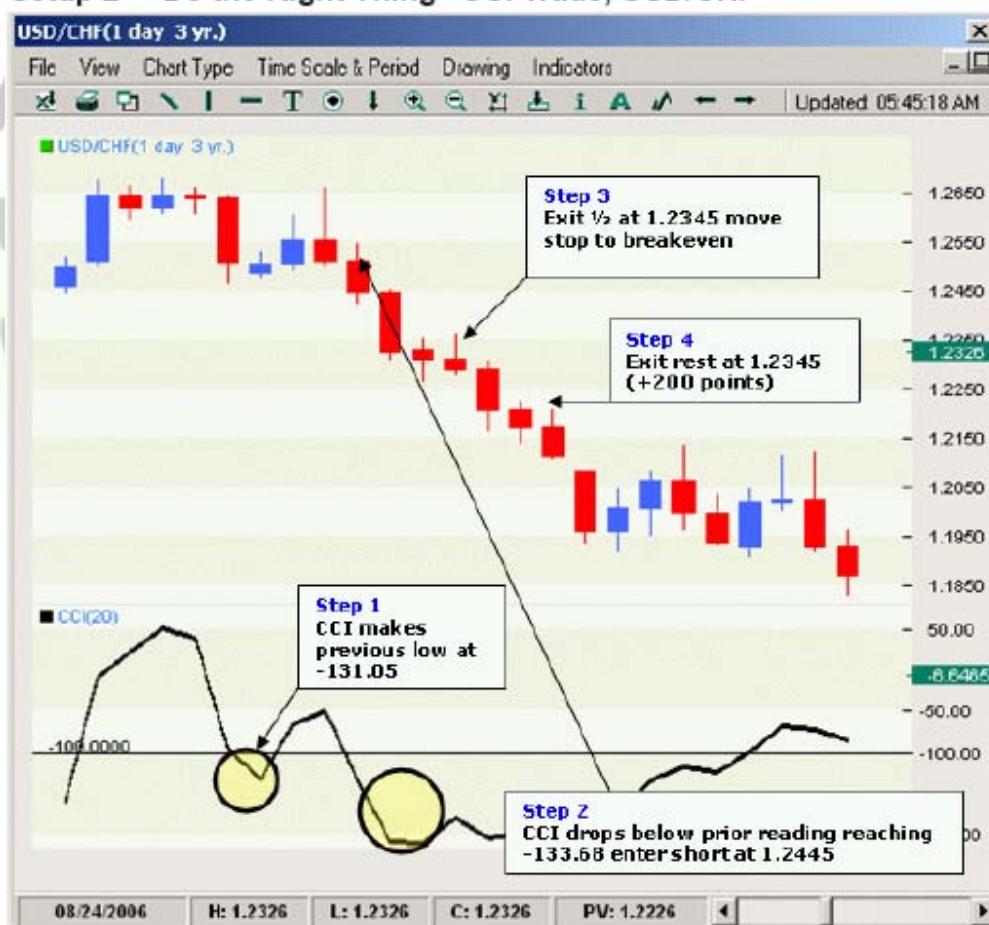 USD/CHF(1 day 3 yr.)
File View Chart Type Time Scale & Period Drawing Indicators
Updated 05:45:18 AM
USD/CHF(1 day 3 yr.)
Step 3
Exit ½ at 1.2345 move
stop to breakeven
Step 4
Exit rest at 1.2345
(+200 points)
1.2650
1.2550
1.2450
1.2350
1.2326
1.2250
1.2150
1.2050
1.1950
1.1850
Step 1
CCI makes
previous low at
-131.05
CCI(20)
50.00
-6.6465
-50.00
-100.00
-100.0000
Step 2
CCI drops below prior reading reaching
-133.68 enter short at 1.2445
08/24/2006 H: 1.2326 L: 1.2326 C: 1.2326 PV: 1.2226